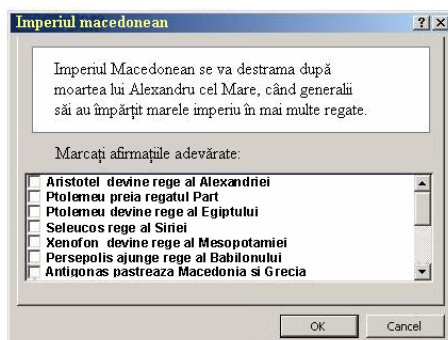 Imperiul macedonean
Imperiul Macedonean se va destrama după
moartea lui Alexandru cel Mare, când generalii
săi au împărțit marele imperiu în mai multe regate.
Marcați afirmațiile adevărate:
Aristotel devine rege al Alexandriei
Ptolemeu preia regatul Part
Ptolemeu devine rege al Egiptului
Seleucos rege al Siriei
Xenofon devine rege al Mesopotamiei
Persepolis ajunge rege al Babilonului
Antigonas pastreaza Macedonia si Grecia
OK
Cancel